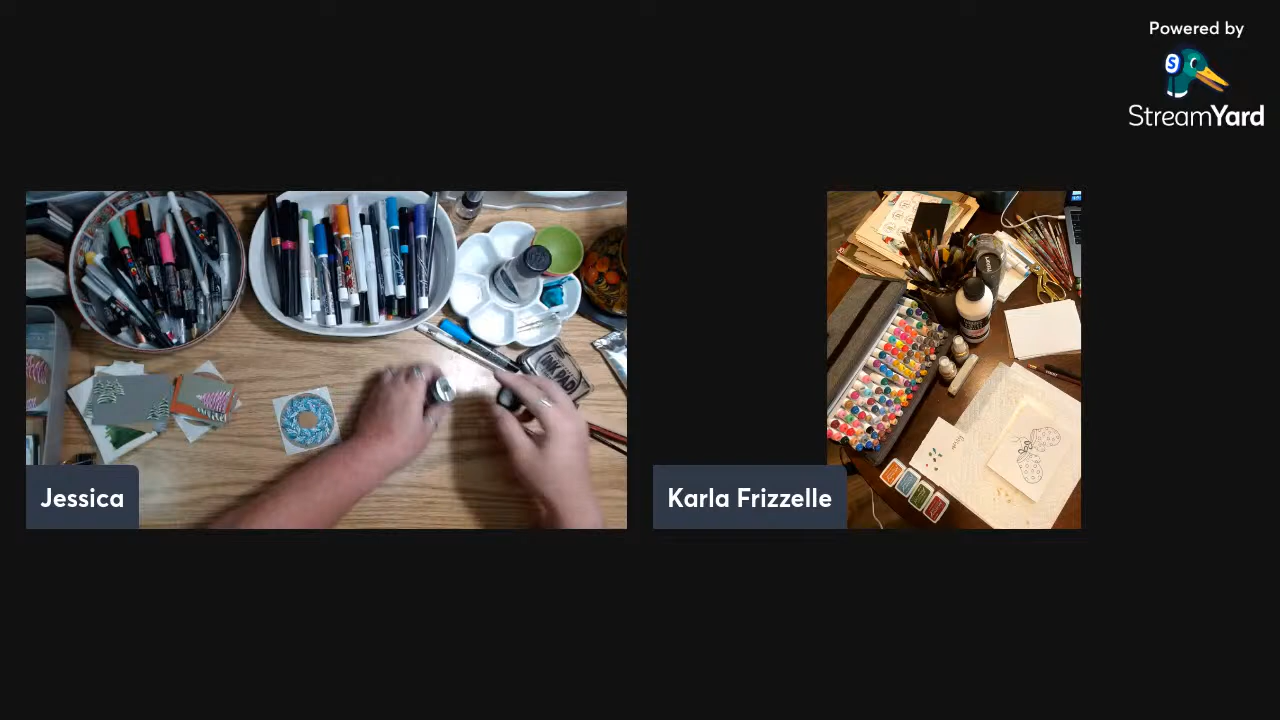 Powered by
S
StreamYard
INK PAD
Jessica
Karla Frizzelle